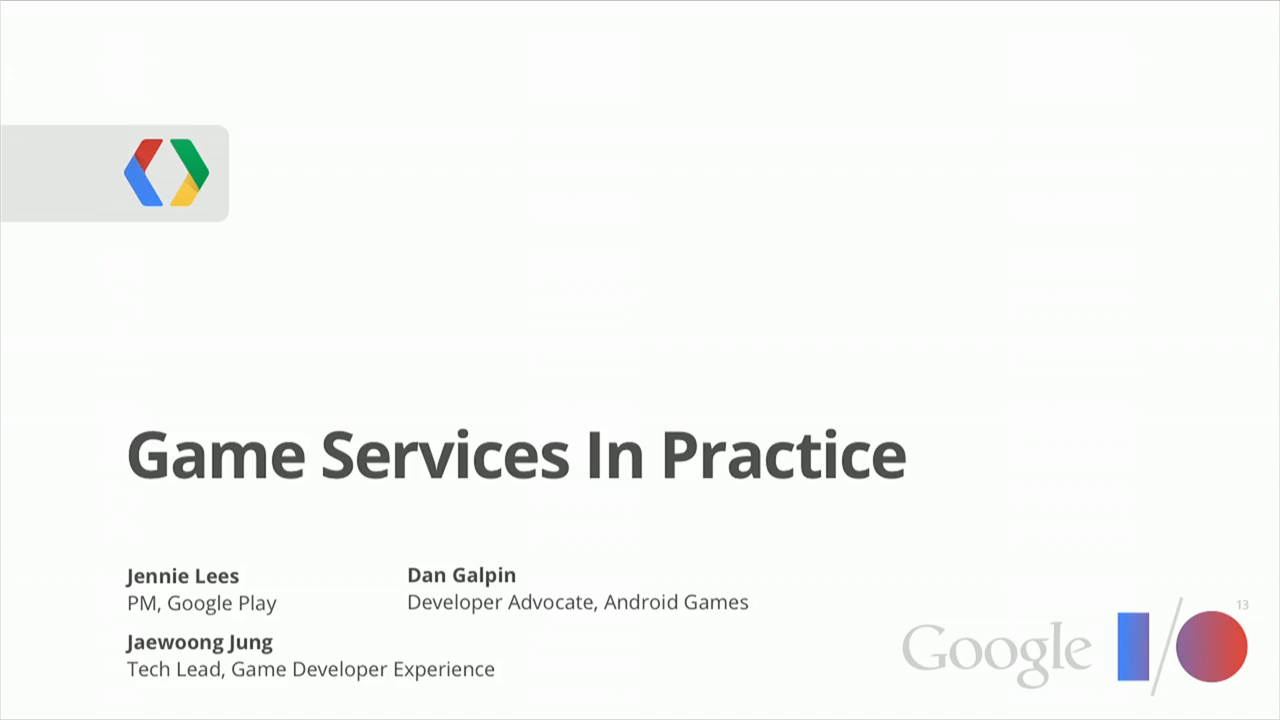 Game Services In Practice
Jennie Lees
PM, Google Play
Dan Galpin
Developer Advocate, Android Games
Jaewoong Jung
Tech Lead, Game Developer Experience
Google I/O 13